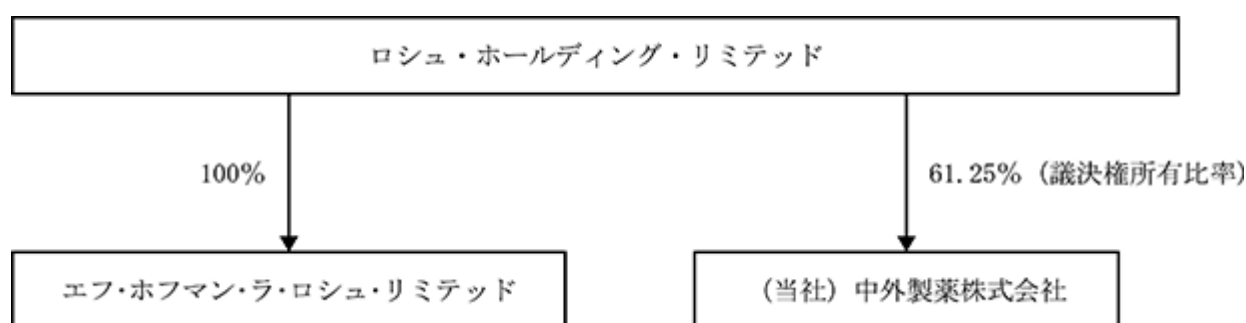 ロシュ・ホールディング・リミテッド
100%
61.25% (議決権所有比率)
エフ・ホフマン・ラ・ロシュ・リミテッド
(当社) 中外製薬株式会社